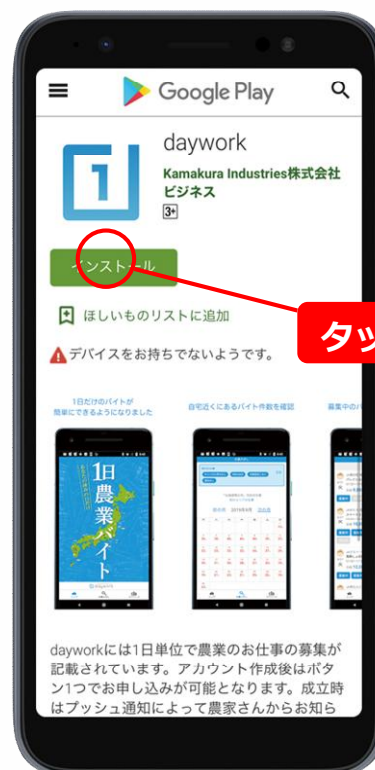 Google Play
daywork
Kamakura Industries株式会社
ビジネス
3+
インストール
タッ
ほしいものリストに追加
デバイスをお持ちでないようです。
1日だけのバイトが
簡単にできるようになりました
自宅近くにあるバイト件数を確認
募集中の
1日
農業
バイト
dayworkには1日単位で農業のお仕事の募集が
記載されています。アカウント作成後はボタ
ン1つでお申し込みが可能となります。成立時
はプッシュ通知によって農家さんからお知ら